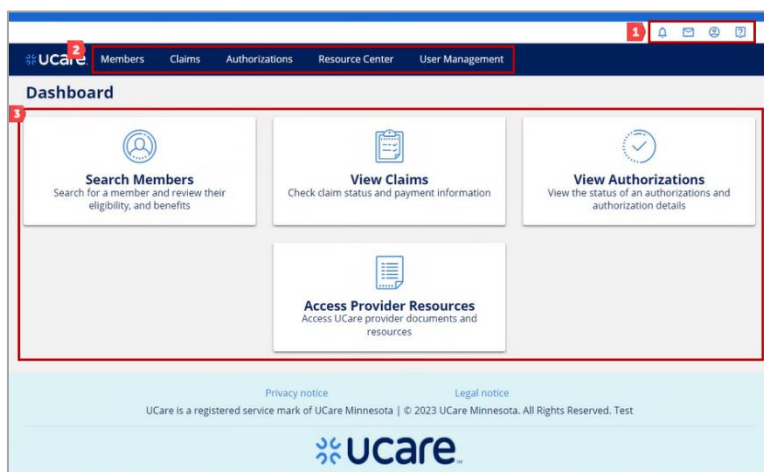 1
2
ucare
Members Claims Authorizations Resource Center User Management
Dashboard
3
Search Members
Search for a member and review their
eligibility, and benefits
View Claims
Check claim status and payment information
View Authorizations
View the status of an authorizations and
authorization details
Access Provider Resources
Access UCare provider documents and
resources
Privacy notice Legal notice
UCare is a registered service mark of UCare Minnesota | © 2023 UCare Minnesota. All Rights Reserved. Test
ucare